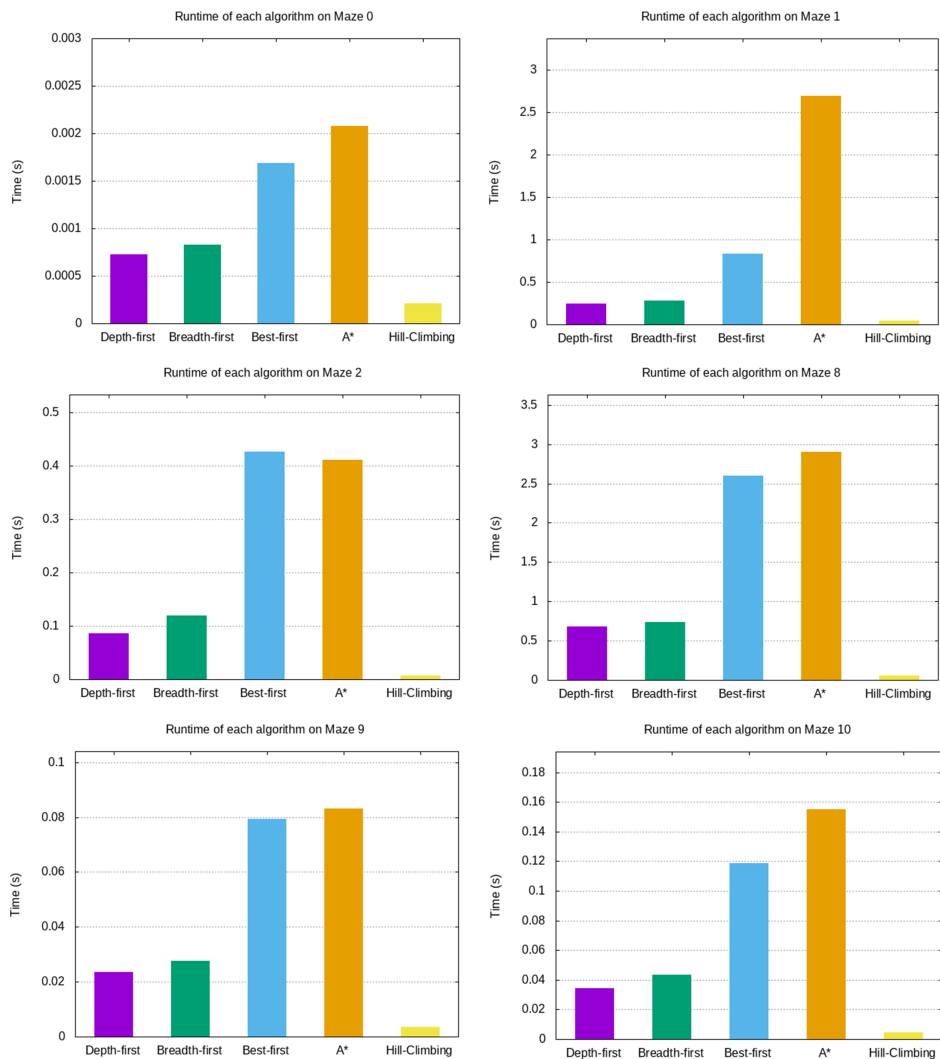 Runtime of each algorithm on Maze 0
0.003
0.0025
0.002
0.0015
0.001
0.0005
0
Time (s)
Depth-first Breadth-first Best-first A* Hill-Climbing
Runtime of each algorithm on Maze 1
3
2.5
2
1.5
1
0.5
0
Time (s)
Depth-first Breadth-first Best-first A* Hill-Climbing
Runtime of each algorithm on Maze 2
0.5
0.4
0.3
0.2
0.1
0
Time (s)
Depth-first Breadth-first Best-first A* Hill-Climbing
Runtime of each algorithm on Maze 8
3.5
3
2.5
2
1.5
1
0.5
0
Time (s)
Depth-first Breadth-first Best-first A* Hill-Climbing
Runtime of each algorithm on Maze 9
0.1
0.08
0.06
0.04
0.02
0
Time (s)
Depth-first Breadth-first Best-first A* Hill-Climbing
Runtime of each algorithm on Maze 10
0.18
0.16
0.14
0.12
0.1
0.08
0.06
0.04
0.02
0
Time (s)
Depth-first Breadth-first Best-first A* Hill-Climbing